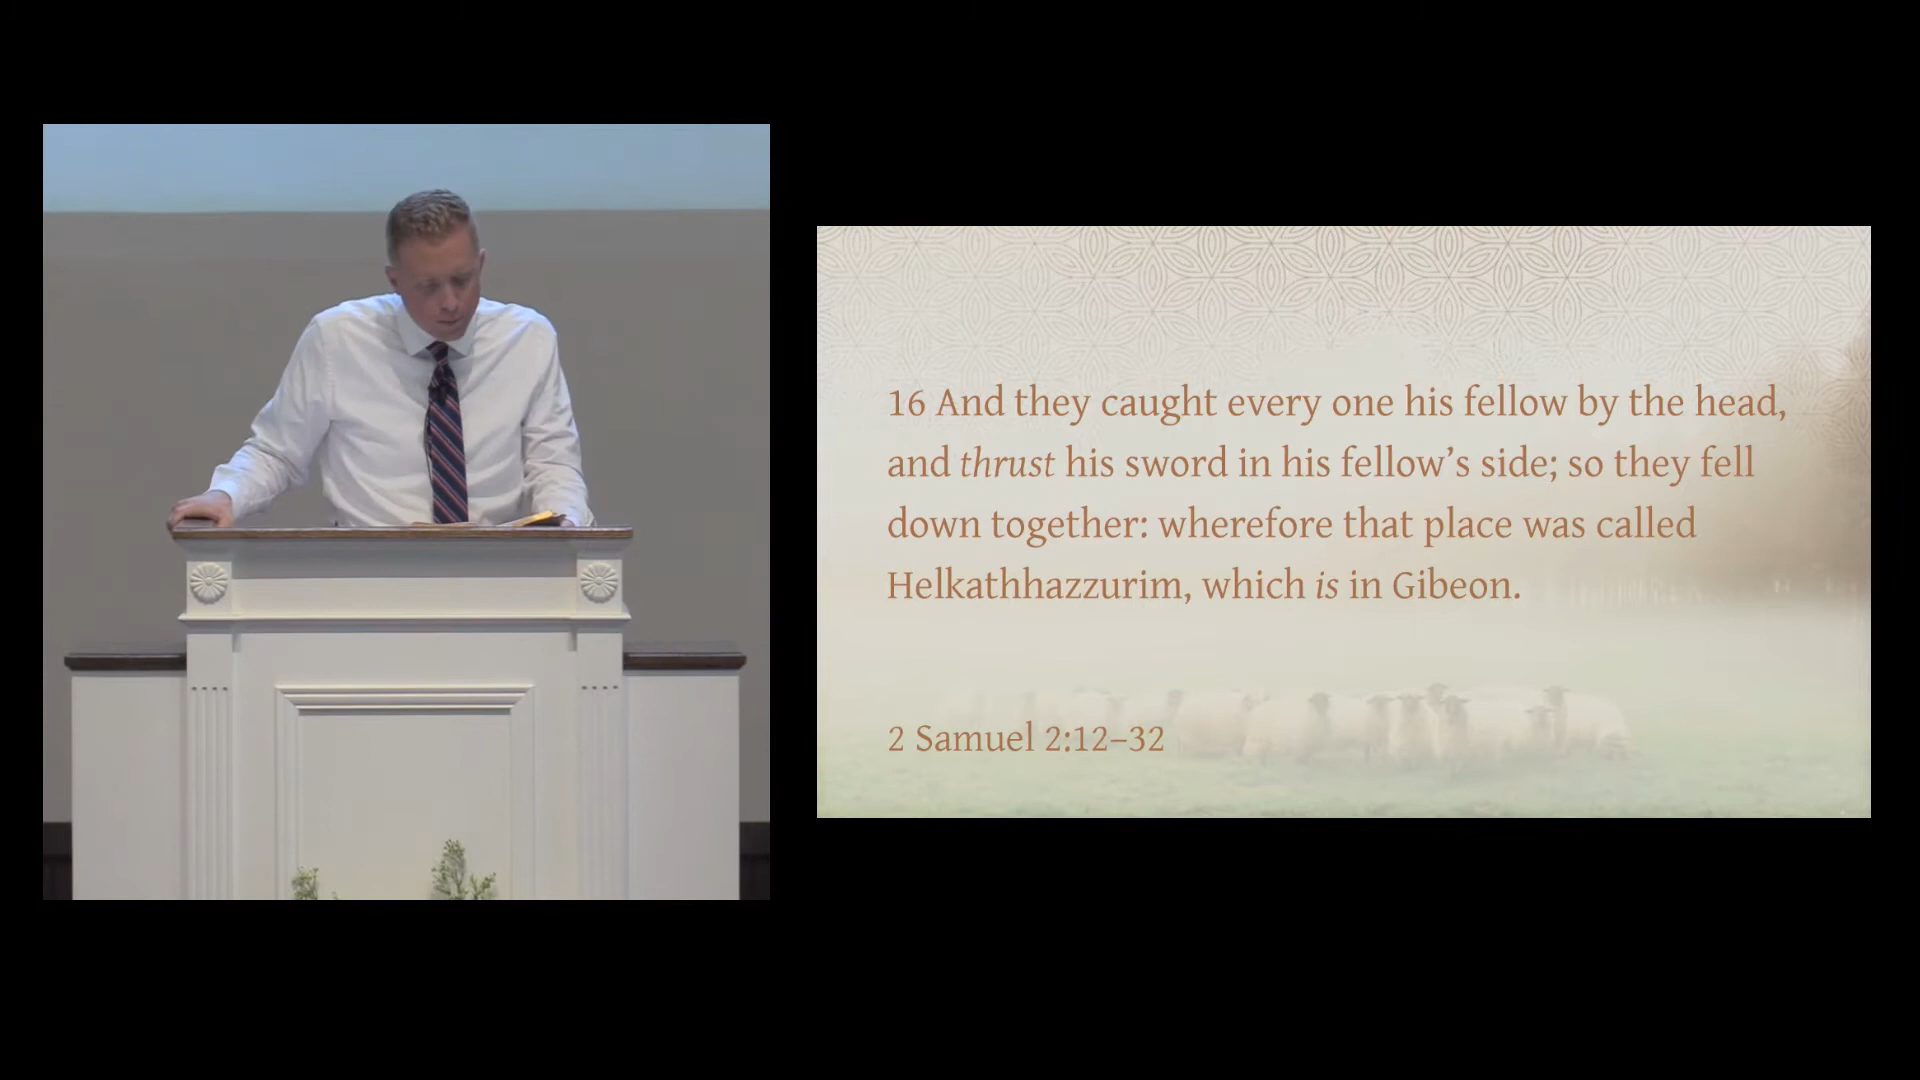 16 And they caught every one his fellow by the head,
and thrust his sword in his fellow’s side; so they fell
down together: wherefore that place was called
Helkathhazzurim, which is in Gibeon.
2 Samuel 2:12–32